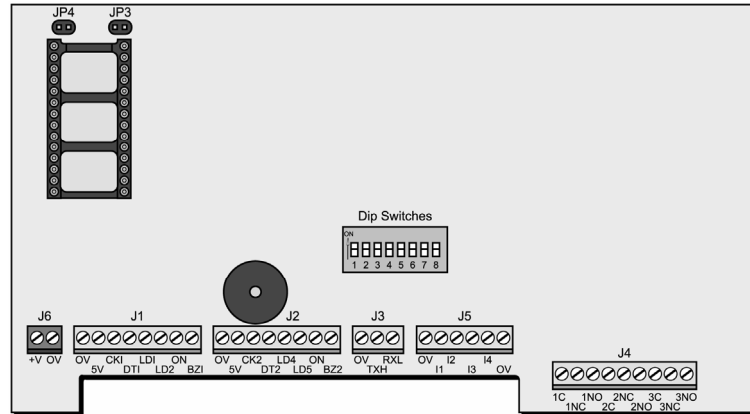 JP4 JP3
Dip Switches
ON
1 2 3 4 5 6 7 8
J6 J1 J2 J3 J5
+V OV OV CKI LDI ON OV CK2 LD4 ON OV RXL OV I2 I4
5V DTI LD2 BZI 5V DT2 LD5 BZ2 TXH I1 I3 OV
J4
1C 1NO 2NC 3C 3NO
1NC 2C 2NO 3NC